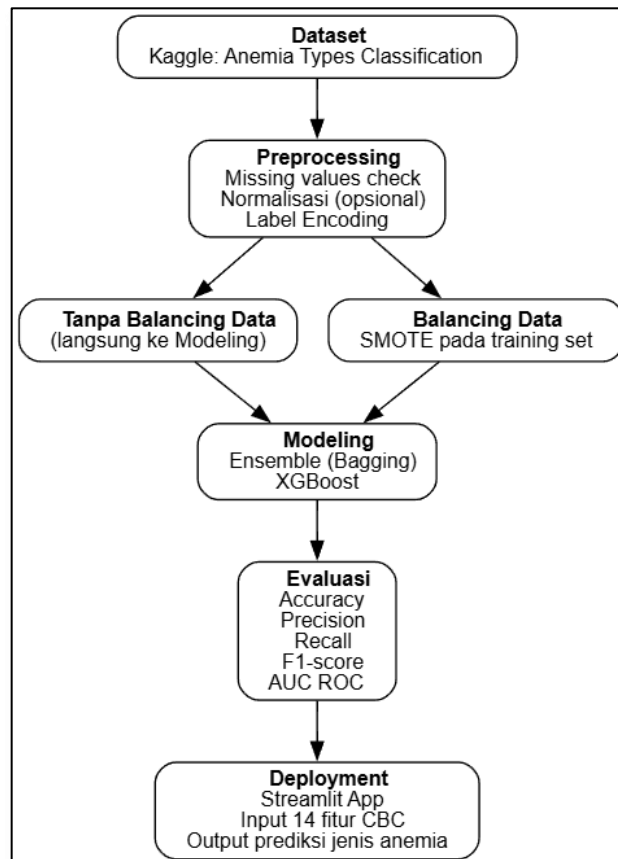 Dataset
Kaggle: Anemia Types Classification
Preprocessing
Missing values check
Normalisasi (opsional)
Label Encoding
Tanpa Balancing Data
(langsung ke Modeling)
Balancing Data
SMOTE pada training set
Modeling
Ensemble (Bagging)
XGBoost
Evaluasi
Accuracy
Precision
Recall
F1-score
AUC ROC
Deployment
Streamlit App
Input 14 fitur CBC
Output prediksi jenis anemia